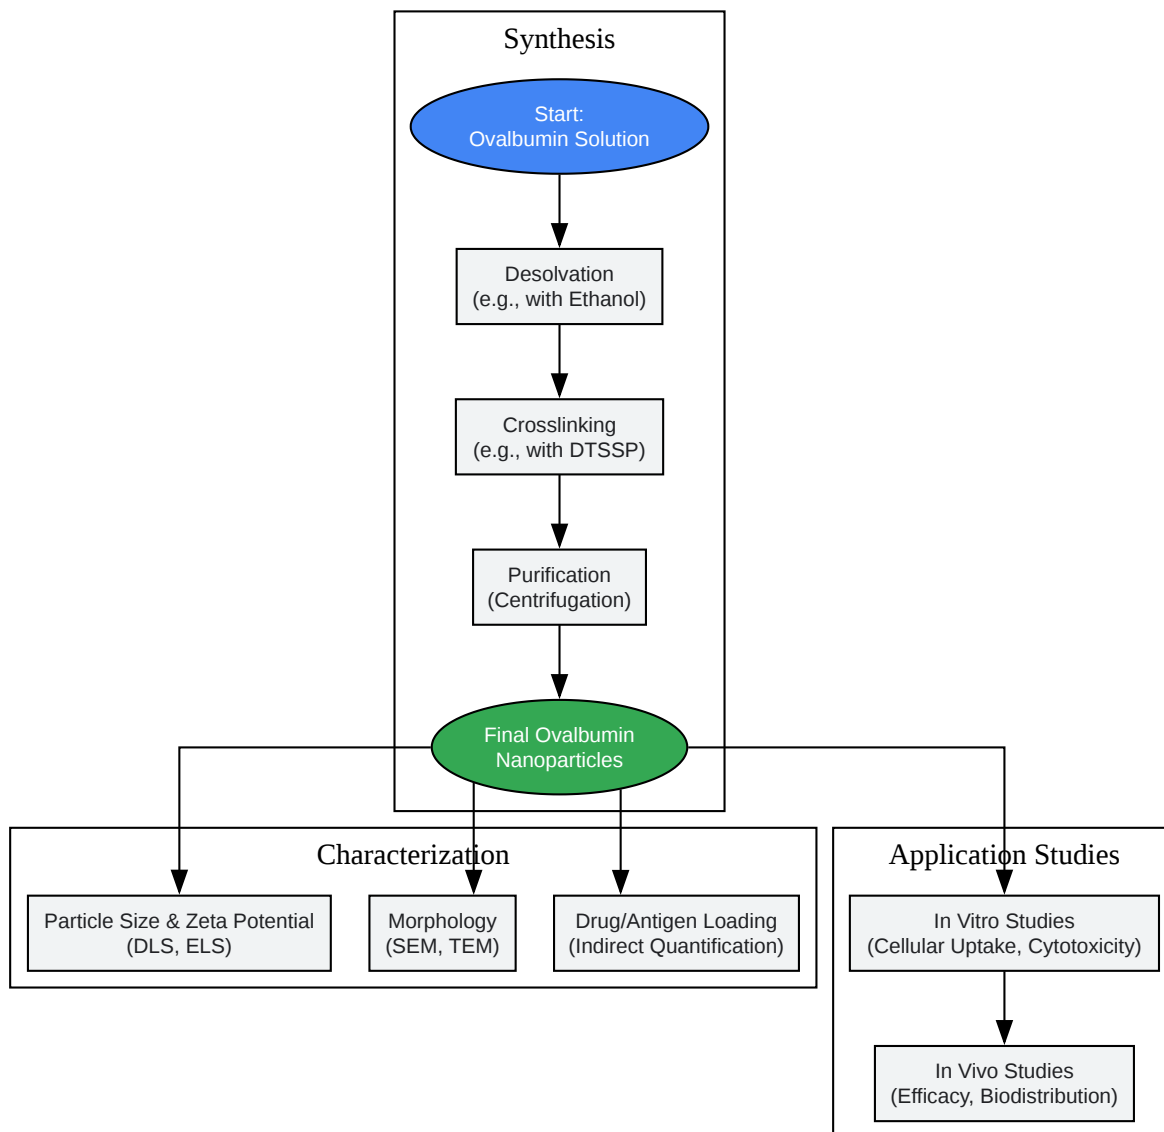 Synthesis
Start:
Ovalbumin Solution
Desolvation
(e.g., with Ethanol)
Crosslinking
(e.g., with DTSSP)
Purification
(Centrifugation)
Final Ovalbumin
Nanoparticles
Characterization
Particle Size & Zeta Potential
(DLS, ELS)
Morphology
(SEM, TEM)
Drug/Antigen Loading
(Indirect Quantification)
Application Studies
In Vitro Studies
(Cellular Uptake, Cytotoxicity)
In Vivo Studies
(Efficacy, Biodistribution)